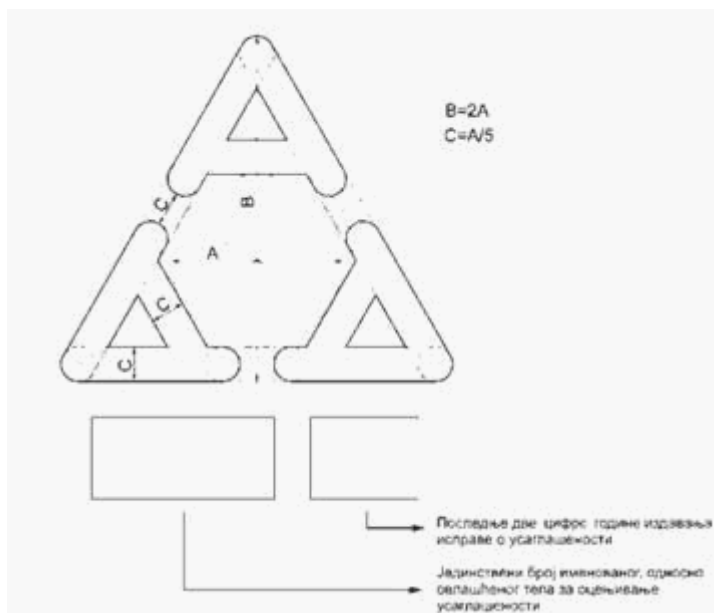 B=2A
C=A/5
C
B
A
C
C
Последње две цифре године издавања
исправе о усаглашености
Јединствени број именованог, односно
овлашћеног тела за оцењивање
усаглашености